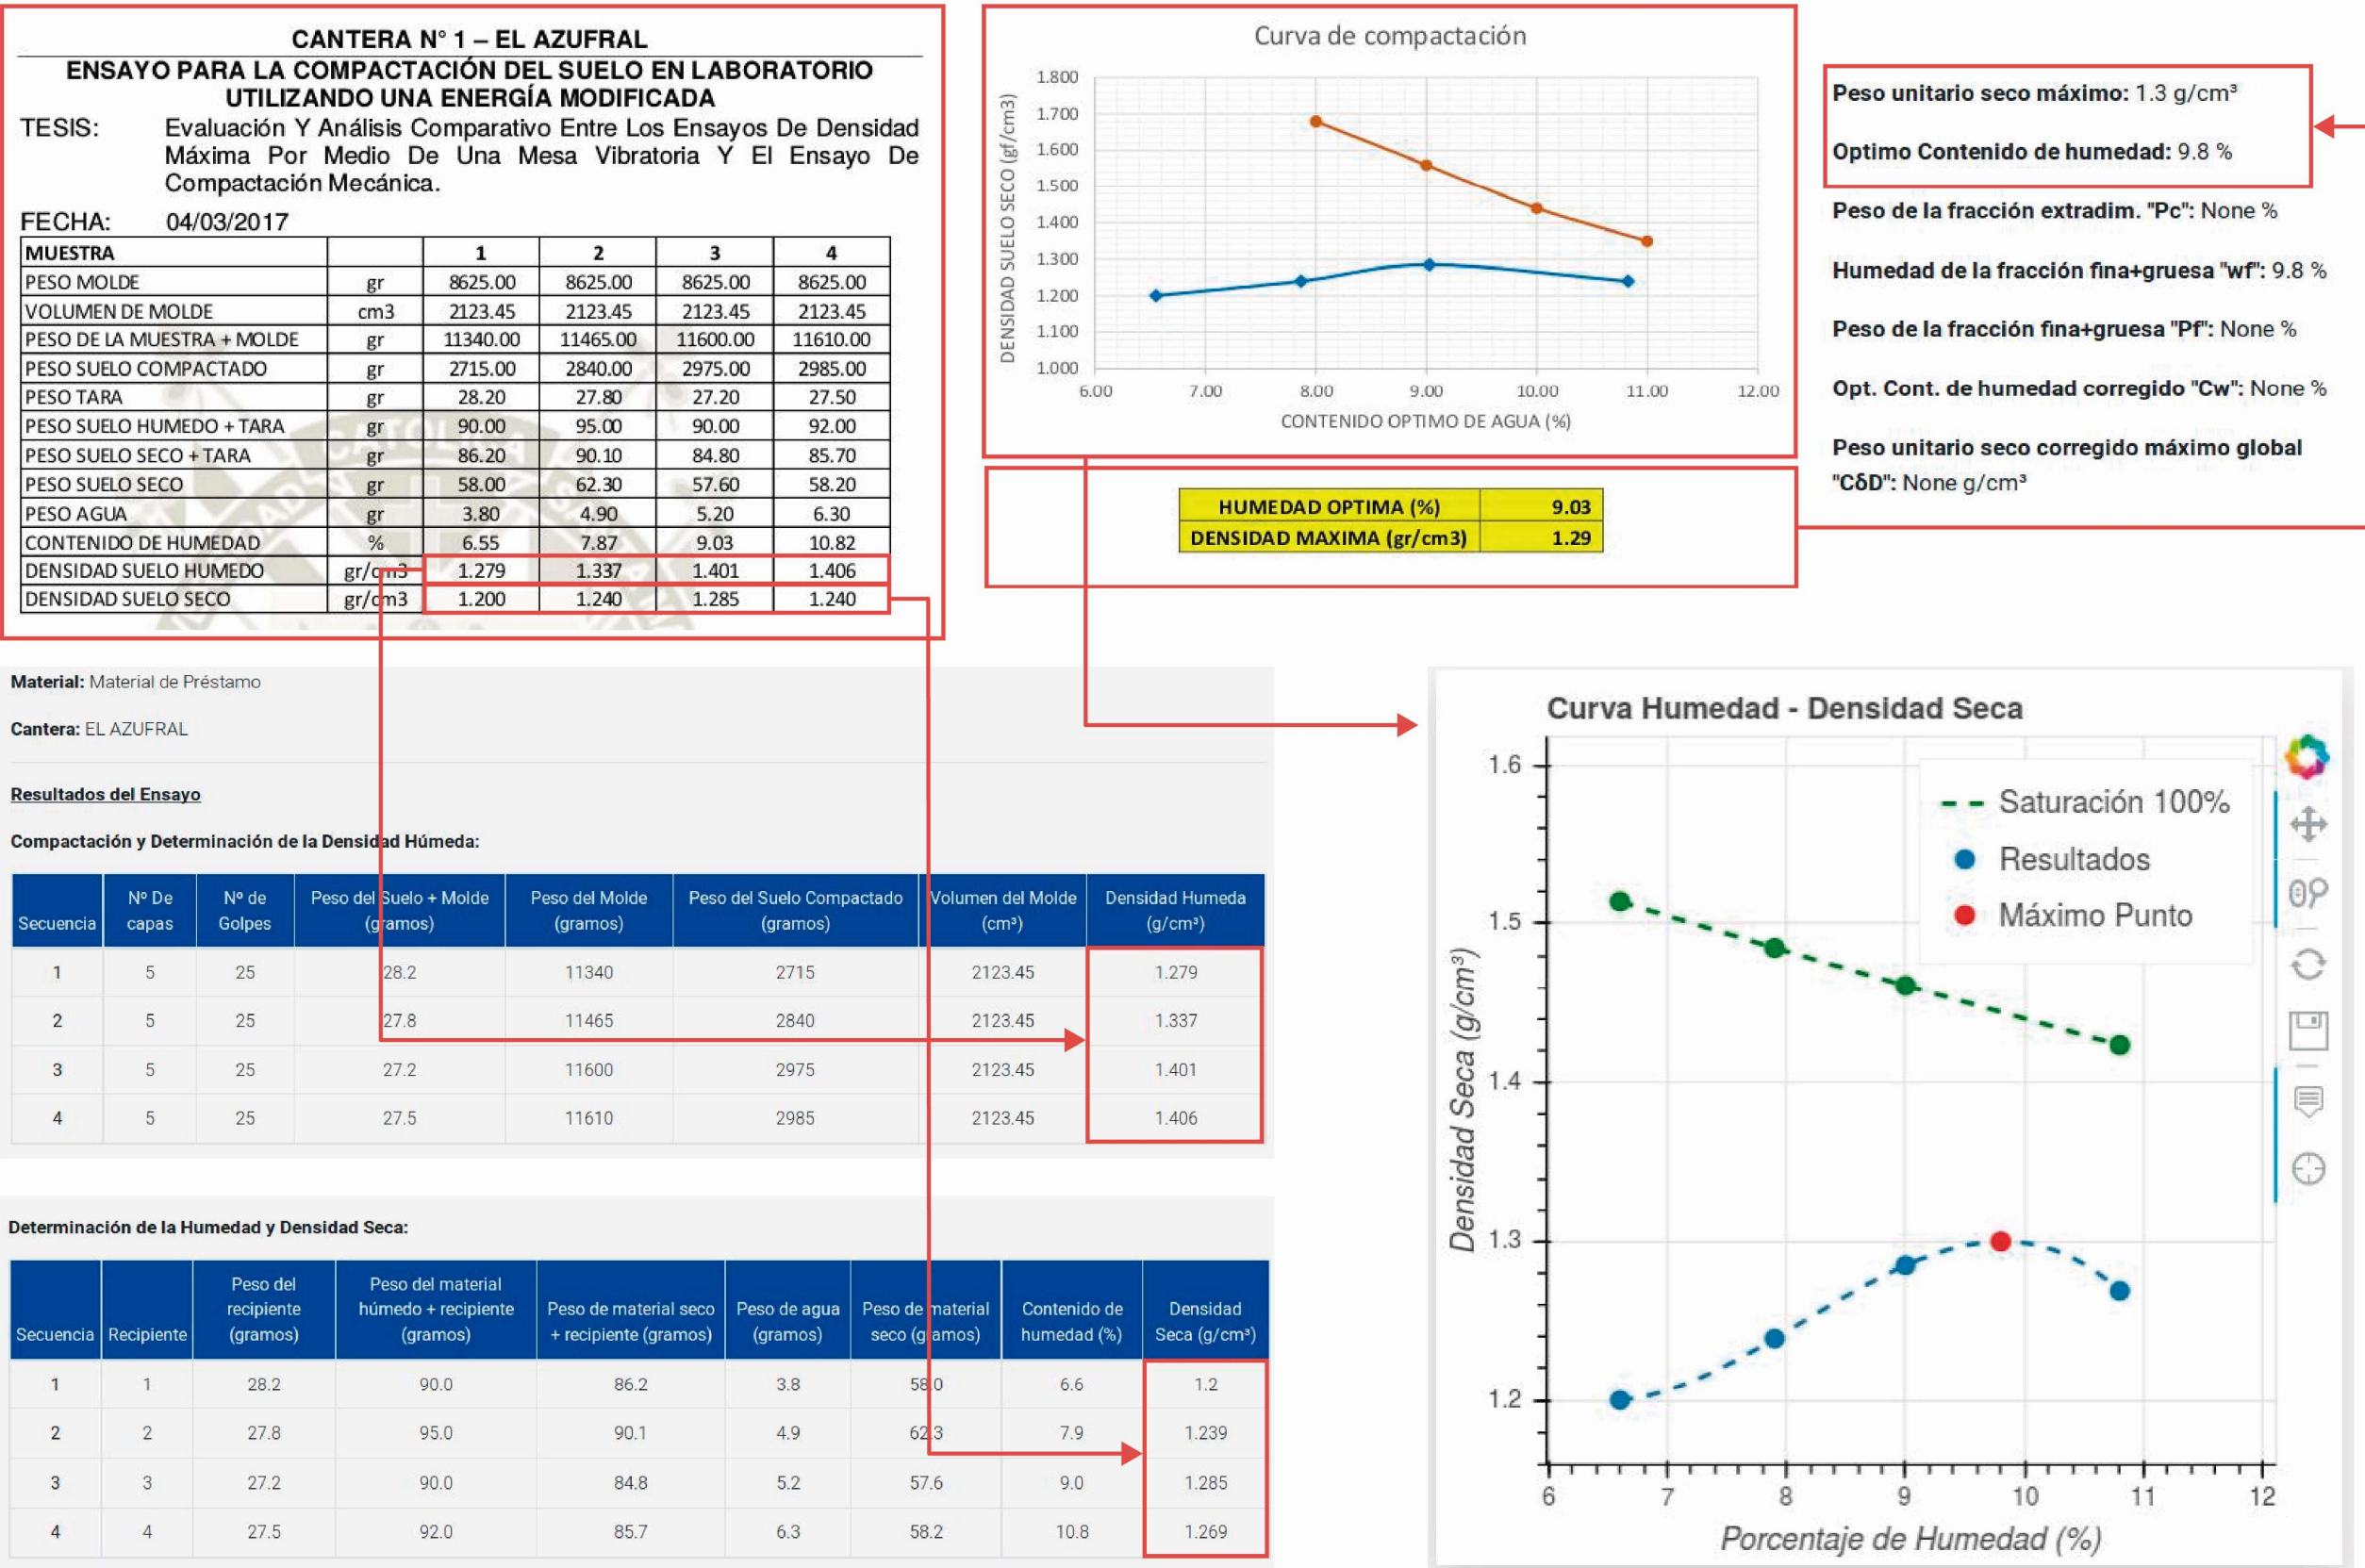 CANTERA N° 1 – EL AZUFRAL
ENSAYO PARA LA COMPACTACIÓN DEL SUELO EN LABORATORIO
UTILIZANDO UNA ENERGÍA MODIFICADA
TESIS: Evaluación Y Análisis Comparativo Entre Los Ensayos De Densidad
Máxima Por Medio De Una Mesa Vibratoria Y El Ensayo De
Compactación Mecánica.
FECHA: 04/03/2017
MUESTRA 1 2 3 4
PESO MOLDE gr 8625.00 8625.00 8625.00 8625.00
VOLUMEN DE MOLDE cm3 2123.45 2123.45 2123.45 2123.45
PESO DE LA MUESTRA + MOLDE gr 11340.00 11465.00 11600.00 11610.00
PESO SUELO COMPACTADO gr 2715.00 2840.00 2975.00 2985.00
PESO TARA gr 28.20 27.80 27.20 27.50
PESO SUELO HUMEDO + TARA gr 90.00 95.00 90.00 92.00
PESO SUELO SECO + TARA gr 86.20 90.10 84.80 85.70
PESO SUELO SECO gr 58.00 62.30 57.60 58.20
PESO AGUA gr 3.80 4.90 5.20 6.30
CONTENIDO DE HUMEDAD % 6.55 7.87 9.03 10.82
DENSIDAD SUELO HUMEDO gr/cm3 1.279 1.337 1.401 1.406
DENSIDAD SUELO SECO gr/cm3 1.200 1.240 1.285 1.240
Curva de compactación
DENSIDAD SUELO SECO (gf/cm3)
1.800
1.700
1.600
1.500
1.400
1.300
1.200
1.100
1.000
6.00 7.00 8.00 9.00 10.00 11.00 12.00
CONTENIDO OPTIMO DE AGUA (%)
HUMEDAD OPTIMA (%) 9.03
DENSIDAD MAXIMA (gr/cm3) 1.29
Peso unitario seco máximo: 1.3 g/cm³
Optimo Contenido de humedad: 9.8 %
Peso de la fracción extradim. "Pc": None %
Humedad de la fracción fina+gruesa "wf": 9.8 %
Peso de la fracción fina+gruesa "Pf": None %
Opt. Cont. de humedad corregido "Cw": None %
Peso unitario seco corregido máximo global
"CδD": None g/cm³
Material: Material de Préstamo
Cantera: EL AZUFRAL
Resultados del Ensayo
Compactación y Determinación de la Densidad Húmeda:
Secuencia Nº De capas Nº de Golpes Peso del Suelo + Molde (gramos) Peso del Molde (gramos) Peso del Suelo Compactado (gramos) Volumen del Molde (cm³) Densidad Humeda (g/cm³)
1 5 25 28.2 11340 2715 2123.45 1.279
2 5 25 27.8 11465 2840 2123.45 1.337
3 5 25 27.2 11600 2975 2123.45 1.401
4 5 25 27.5 11610 2985 2123.45 1.406
Determinación de la Humedad y Densidad Seca:
Secuencia Recipiente Peso del recipiente (gramos) Peso del material húmedo + recipiente (gramos) Peso de material seco + recipiente (gramos) Peso de agua (gramos) Peso de material seco (gramos) Contenido de humedad (%) Densidad Seca (g/cm³)
1 1 28.2 90.0 86.2 3.8 58.0 6.6 1.2
2 2 27.8 95.0 90.1 4.9 62.3 7.9 1.239
3 3 27.2 90.0 84.8 5.2 57.6 9.0 1.285
4 4 27.5 92.0 85.7 6.3 58.2 10.8 1.269
Curva Humedad - Densidad Seca
Saturación 100%
Resultados
Máximo Punto
Densidad Seca (g/cm³)
1.6
1.5
1.4
1.3
1.2
6 7 8 9 10 11 12
Porcentaje de Humedad (%)